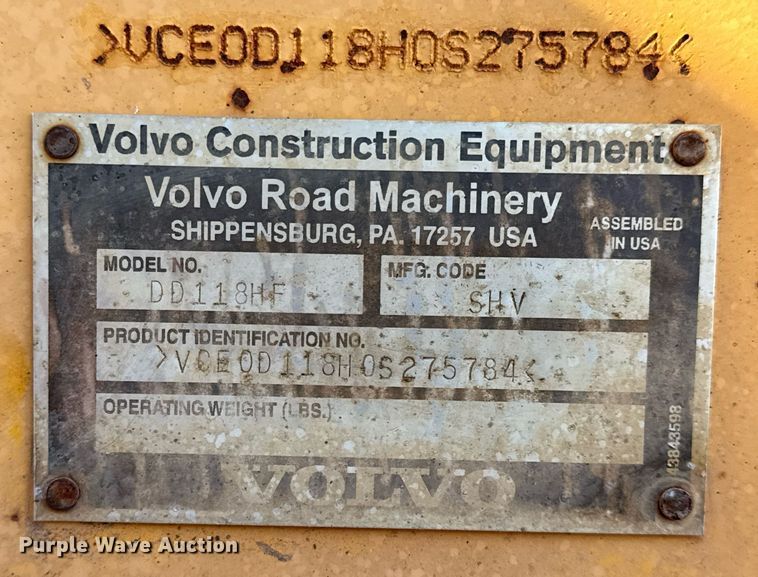 >VCE0D118H0S275784<
Volvo Construction Equipment
Volvo Road Machinery
SHIPPENSBURG, PA. 17257 USA
ASSEMBLED
IN USA
MODEL NO.
DD118HF
MFG. CODE
SHV
PRODUCT IDENTIFICATION NO.
>VCE0D118H0S275784<
OPERATING WEIGHT (LBS.)
13843598
VOLVO
Purple Wave Auction